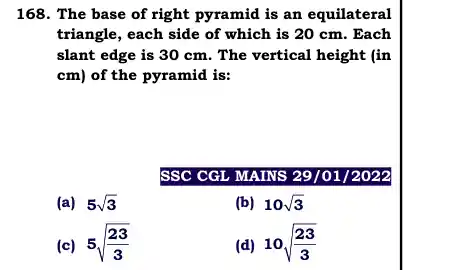 168. The base of right pyramid is an equilateral
triangle, each side of which is 20 cm. Each
slant edge is 30 cm. The vertical height (in
cm) of the pyramid is:
SSC CGL MAINS 29/01/2022
(a) 5√3 (b) 10√3
(c) 5√(23/3) (d) 10√(23/3)